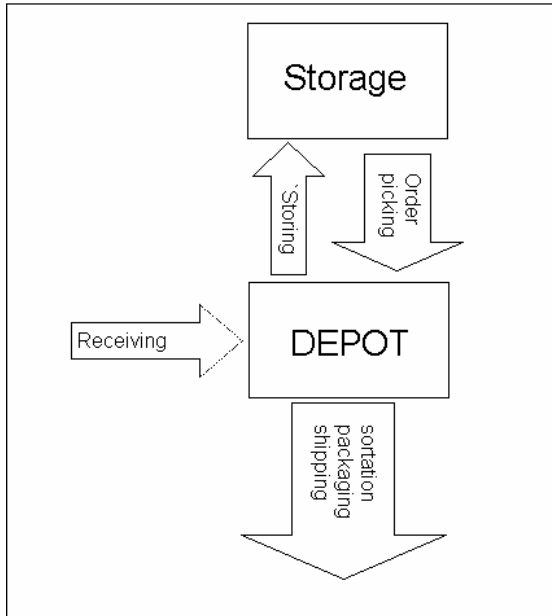 Storage
`Storing
Order
picking
Receiving
DEPOT
sortation
packaging
shipping